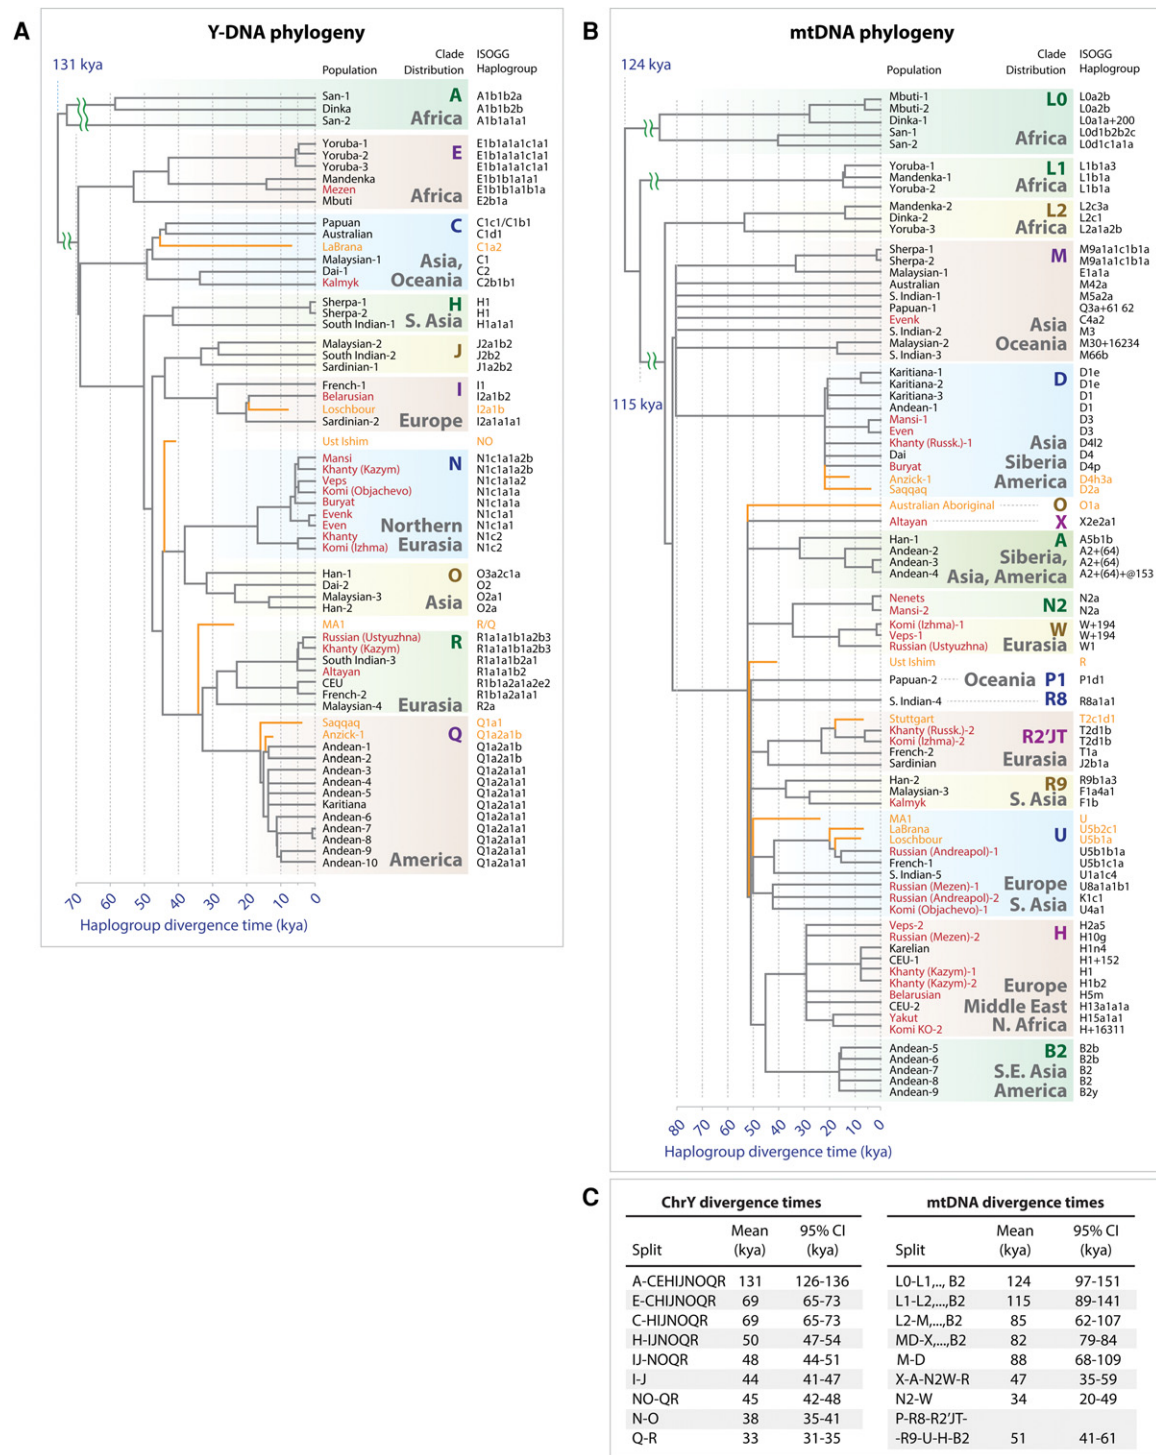 A
Y-DNA phylogeny
131 kya
Clade ISOGG
Population Distribution Haplogroup
San-1 A1b1b2a
Dinka A1b1b2b
San-2 A1b1a1a1
A
Africa
Yoruba-1 E1b1a1a1c1a1
Yoruba-2 E1b1a1a1c1a1
Yoruba-3 E1b1a1a1c1a1
Mandenka E1b1b1a1a1
Mezen E1b1b1a1b1a
Mbuti E2b1a
E
Africa
Papuan C1c1/C1b1
Australian C1d1
LaBrana C1a2
Malaysian-1 C1
Dai-1 C2
Kalmyk C2b1b1
C
Asia,
Oceania
Sherpa-1 H1
Sherpa-2 H1
South Indian-1 H1a1a1
H
S. Asia
Malaysian-2 J2a1b2
South Indian-2 J2b2
Sardinian-1 J1a2b2
J
French-1 I1
Belarusian I2a1b2
Loschbour I2a1b
Sardinian-2 I2a1a1a1
I
Europe
Ust Ishim NO
Mansi N1c1a1a2b
Khanty (Kazym) N1c1a1a2b
Veps N1c1a1a2
Komi (Objachevo) N1c1a1a
Buryat N1c1a1a
Evenk N1c1a1
Even N1c1a1
Khanty N1c2
Komi (Izhma) N1c2
N
Northern
Eurasia
Han-1 O3a2c1a
Dai-2 O2
Malaysian-3 O2a1
Han-2 O2a
O
Asia
MA1 R/Q
Russian (Ustyuzhna) R1a1a1b1a2b3
Khanty (Kazym) R1a1a1b1a2b3
South Indian-3 R1a1a1b2a1
Altayan R1a1a1b2
CEU R1b1a2a1a2e2
French-2 R1b1a2a1a1
Malaysian-4 R2a
R
Eurasia
Saqqaq Q1a1
Anzick-1 Q1a2a1b
Andean-1 Q1a2a1b
Andean-2 Q1a2a1b
Andean-3 Q1a2a1a1
Andean-4 Q1a2a1a1
Andean-5 Q1a2a1a1
Karitiana Q1a2a1a1
Andean-6 Q1a2a1a1
Andean-7 Q1a2a1a1
Andean-8 Q1a2a1a1
Andean-9 Q1a2a1a1
Andean-10 Q1a2a1a1
Q
America
70 60 50 40 30 20 10 0
Haplogroup divergence time (kya)
B
mtDNA phylogeny
124 kya
Clade ISOGG
Population Distribution Haplogroup
Mbuti-1 L0a2b
Mbuti-2 L0a2b
Dinka-1 L0a1a+200
San-1 L0d1b2b2c
San-2 L0d1c1a1a
L0
Africa
Yoruba-1 L1b1a3
Mandenka-1 L1b1a
Yoruba-2 L1b1a
L1
Africa
Mandenka-2 L2c3a
Dinka-2 L2c1
Yoruba-3 L2a1a2b
L2
Africa
Sherpa-1 M9a1a1c1b1a
Sherpa-2 M9a1a1c1b1a
Malaysian-1 E1a1a
Australian M42a
S. Indian-1 M5a2a
Papuan-1 Q3a+61 62
Evenk C4a2
S. Indian-2 M3
Malaysian-2 M30+16234
S. Indian-3 M66b
M
Asia
Oceania
115 kya
Karitiana-1 D1e
Karitiana-2 D1e
Karitiana-3 D1
Andean-1 D1
Mansi-1 D3
Even D3
Khanty (Russk.)-1 D4l2
Dai D4
Buryat D4p
Anzick-1 D4h3a
Saqqaq D2a
D
Asia
Siberia
America
Australian Aboriginal O O1a
Altayan X X2e2a1
Han-1 A5b1b
Andean-2 A2+(64)
Andean-3 A2+(64)
Andean-4 A2+(64)+@153
A
Siberia,
Asia, America
Nenets N2a
Mansi-2 N2a
N2
Komi (Izhma)-1 W+194
Veps-1 W+194
Russian (Ustyuzhna) W1
W
Eurasia
Ust Ishim R
Papuan-2 Oceania P1 P1d1
S. Indian-4 R8 R8a1a1
Stuttgart T2c1d1
Khanty (Russk.)-2 T2d1b
Komi (Izhma)-2 T2d1b
French-2 T1a
Sardinian J2b1a
R2'JT
Eurasia
Han-2 R9b1a3
Malaysian-3 F1a4a1
Kalmyk F1b
R9
S. Asia
MA1 U
LaBrana U5b2c1
Loschbour U5b1a
Russian (Andreapol)-1 U5b1b1a
French-1 U5b1c1a
S. Indian-5 U1a1c4
Russian (Mezen)-1 U8a1a1b1
Russian (Andreapol)-2 K1c1
Komi (Objachevo)-1 U4a1
U
Europe
S. Asia
Veps-2 H2a5
Russian (Mezen)-2 H10g
Karelian H1n4
CEU-1 H1+152
Khanty (Kazym)-1 H1
Khanty (Kazym)-2 H1b2
Belarusian H5m
CEU-2 H13a1a1a
Yakut H15a1a1
Komi KO-2 H+16311
H
Europe
Middle East
N. Africa
Andean-5 B2b
Andean-6 B2b
Andean-7 B2
Andean-8 B2
Andean-9 B2y
B2
S.E. Asia
America
80 70 60 50 40 30 20 10 0
Haplogroup divergence time (kya)
C
ChrY divergence times
Mean 95% CI
Split (kya) (kya)
A-CEHIJNOQR 131 126-136
E-CHIJNOQR 69 65-73
C-HIJNOQR 69 65-73
H-IJNOQR 50 47-54
IJ-NOQR 48 44-51
I-J 44 41-47
NO-QR 45 42-48
N-O 38 35-41
Q-R 33 31-35
mtDNA divergence times
Mean 95% CI
Split (kya) (kya)
L0-L1,.., B2 124 97-151
L1-L2,...,B2 115 89-141
L2-M,...,B2 85 62-107
MD-X,...,B2 82 79-84
M-D 88 68-109
X-A-N2W-R 47 35-59
N2-W 34 20-49
P-R8-R2'JT-
-R9-U-H-B2 51 41-61